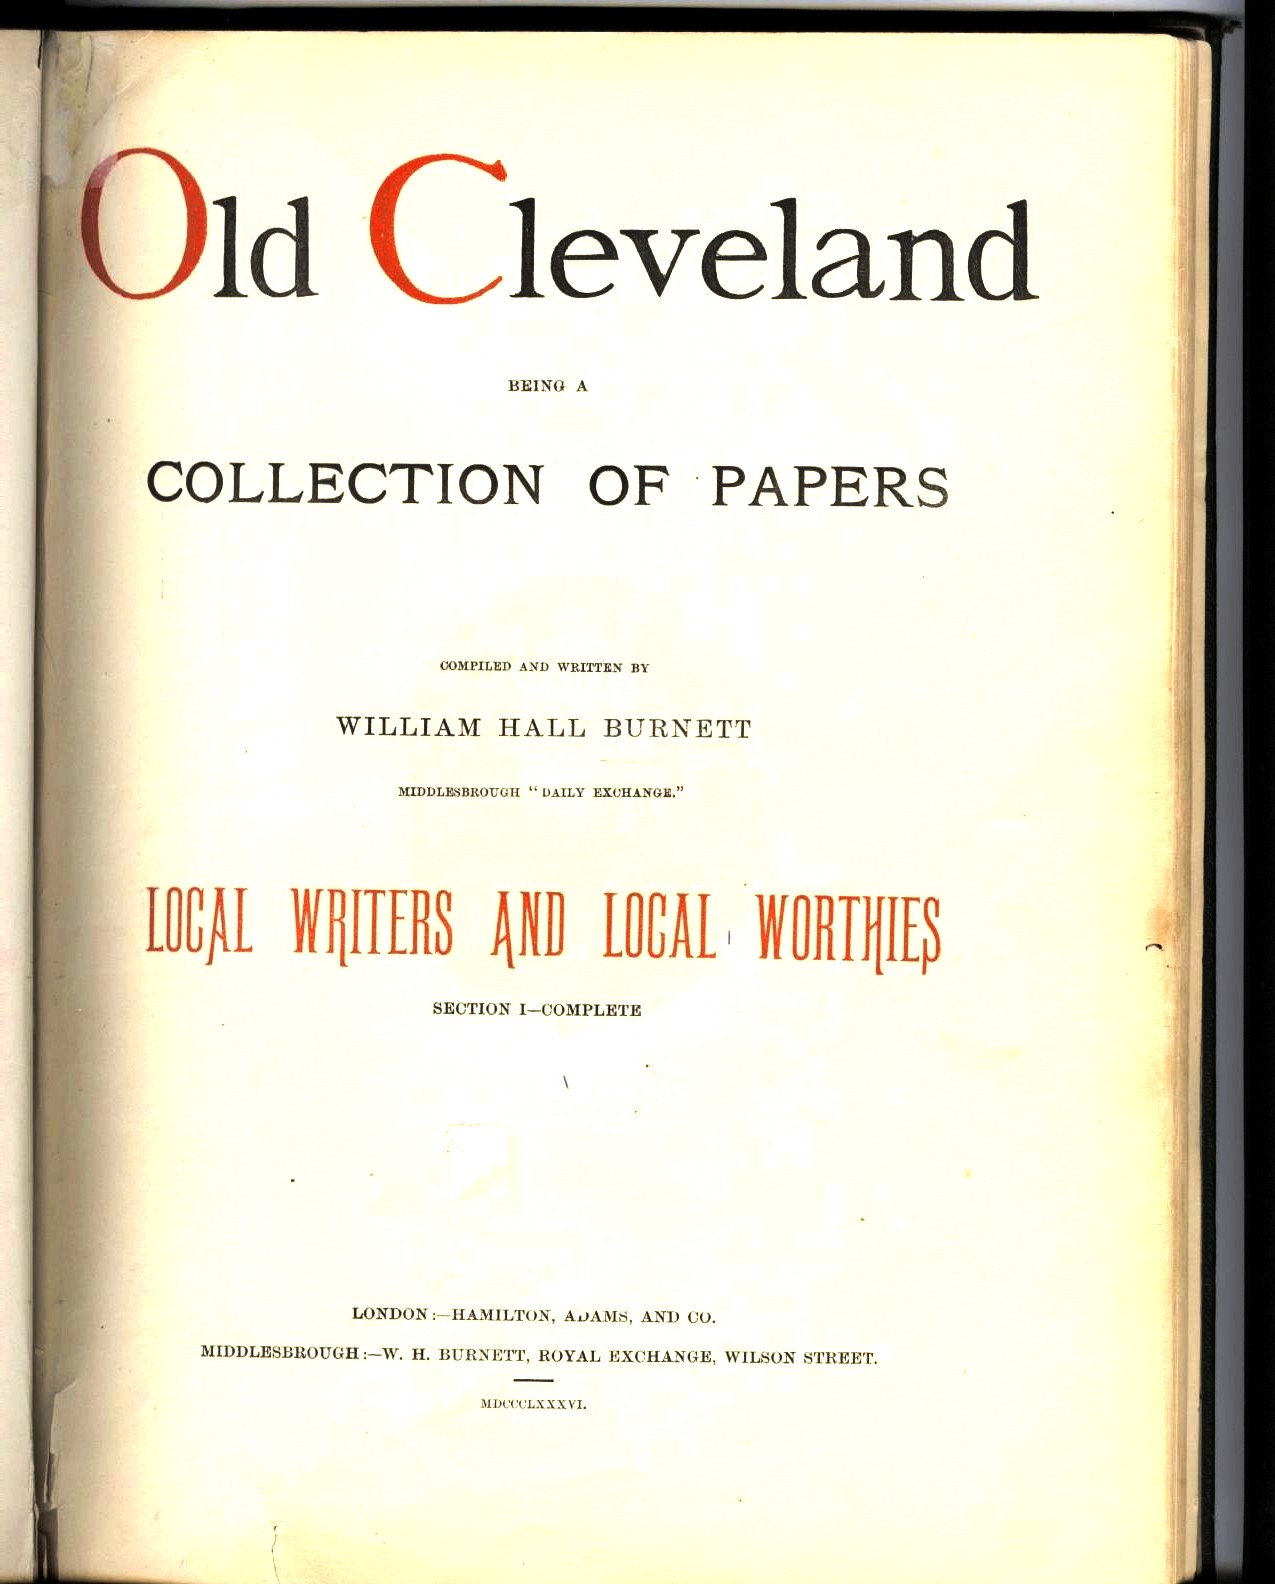 Old Cleveland
BEING A
COLLECTION OF PAPERS
COMPILED AND WRITTEN BY
WILLIAM HALL BURNETT
MIDDLESBROUGH "DAILY EXCHANGE."
LOCAL WRITERS AND LOCAL WORTHIES
SECTION I—COMPLETE
LONDON:—HAMILTON, ADAMS, AND CO.
MIDDLESBROUGH:—W. H. BURNETT, ROYAL EXCHANGE, WILSON STREET.
MDCCCLXXXVI.